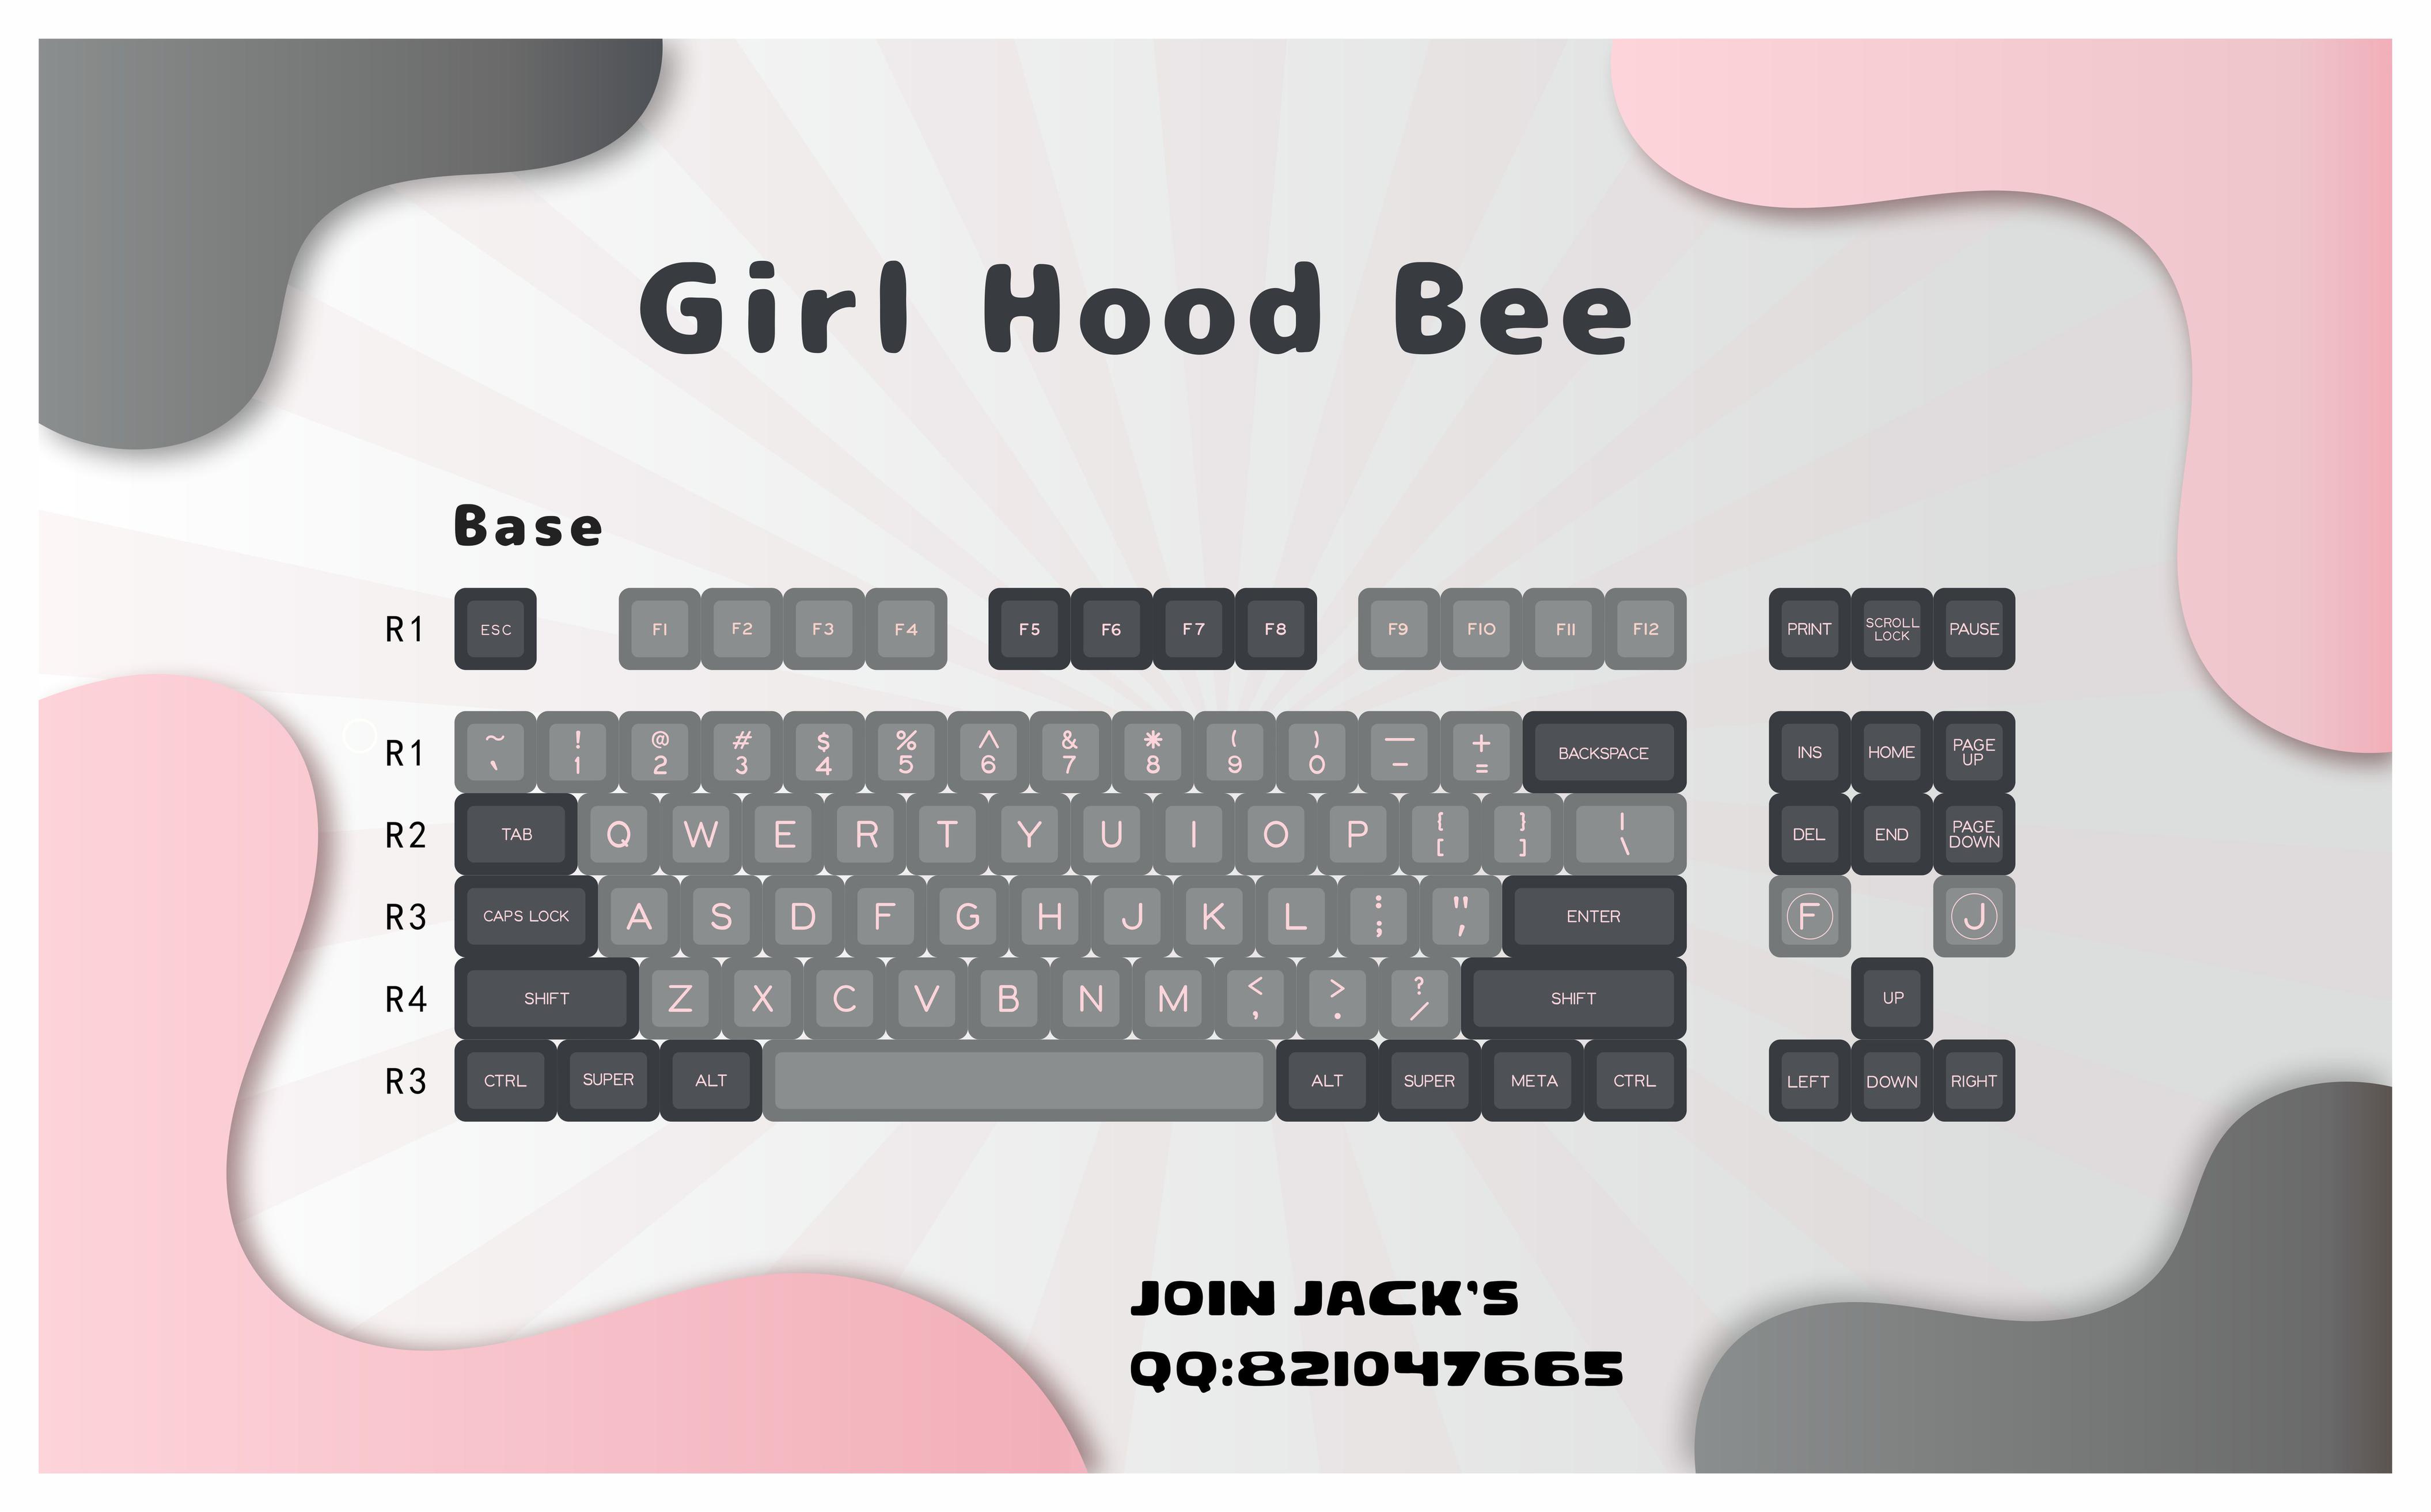 Girl Hood Bee
Base
R1 ESC F1 F2 F3 F4 F5 F6 F7 F8 F9 F10 F11 F12 PRINT SCROLL LOCK PAUSE
~ ! @ # $ % ^ & * ( ) — +
R1 ` 1 2 3 4 5 6 7 8 9 0 - = BACKSPACE INS HOME PAGE UP
R2 TAB Q W E R T Y U I O P { [ } ] | \ DEL END PAGE DOWN
R3 CAPS LOCK A S D F G H J K L : ; " ' ENTER F J
R4 SHIFT Z X C V B N M < , > . ? / SHIFT UP
R3 CTRL SUPER ALT ALT SUPER META CTRL LEFT DOWN RIGHT
JOIN JACK'S
QQ:821047665